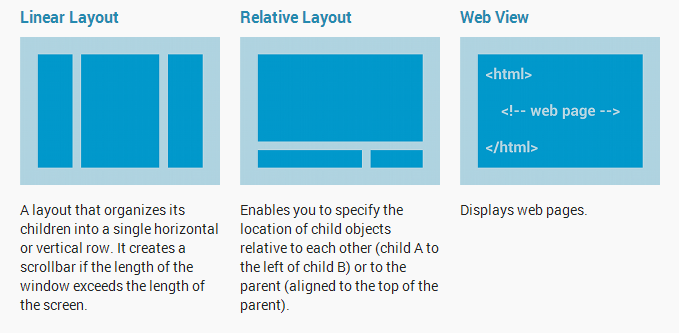 Linear Layout
A layout that organizes its
children into a single horizontal
or vertical row. It creates a
scrollbar if the length of the
window exceeds the length of
the screen.
Relative Layout
Enables you to specify the
location of child objects
relative to each other (child A to
the left of child B) or to the
parent (aligned to the top of the
parent).
Web View
<html>
<!-- web page -->
</html>
Displays web pages.